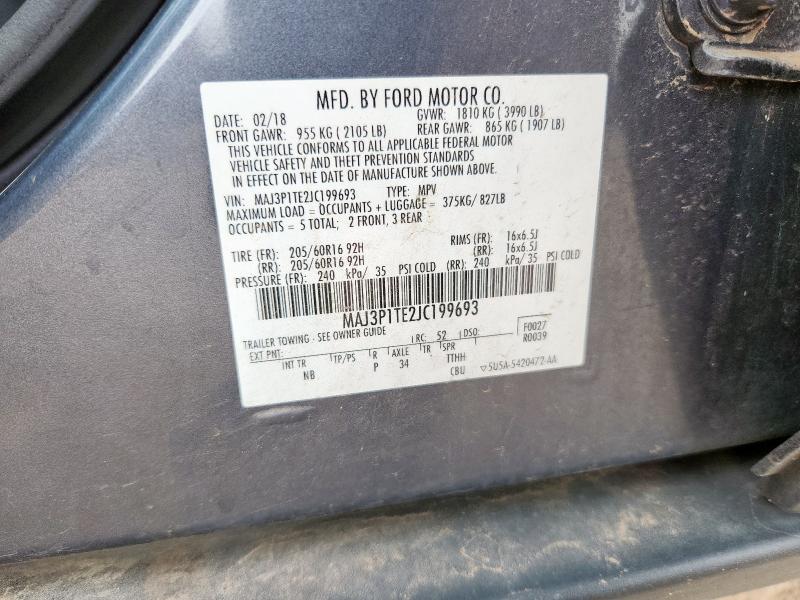 MFD. BY FORD MOTOR CO.
DATE: 02/18 GVWR: 1810 KG ( 3990 LB)
FRONT GAWR: 955 KG ( 2105 LB) REAR GAWR: 865 KG ( 1907 LB)
THIS VEHICLE CONFORMS TO ALL APPLICABLE FEDERAL MOTOR
VEHICLE SAFETY AND THEFT PREVENTION STANDARDS
IN EFFECT ON THE DATE OF MANUFACTURE SHOWN ABOVE.
VIN: MAJ3P1TE2JC199693 TYPE: MPV
MAXIMUM LOAD = OCCUPANTS + LUGGAGE = 375KG/ 827LB
OCCUPANTS = 5 TOTAL; 2 FRONT, 3 REAR
TIRE (FR): 205/60R16 92H RIMS (FR): 16x6.5J
(RR): 205/60R16 92H (RR): 16x6.5J
PRESSURE (FR): 240 kPa/ 35 PSI COLD (RR): 240 kPa/ 35 PSI COLD
MAJ3P1TE2JC199693
TRAILER TOWING - SEE OWNER GUIDE RC: 52 DSO: F0027
R0039
EXT PNT: INT TR TP/PS R AXLE TR SPR
NB P 34 TTHH
CBU ▽5U5A-5420472-AA